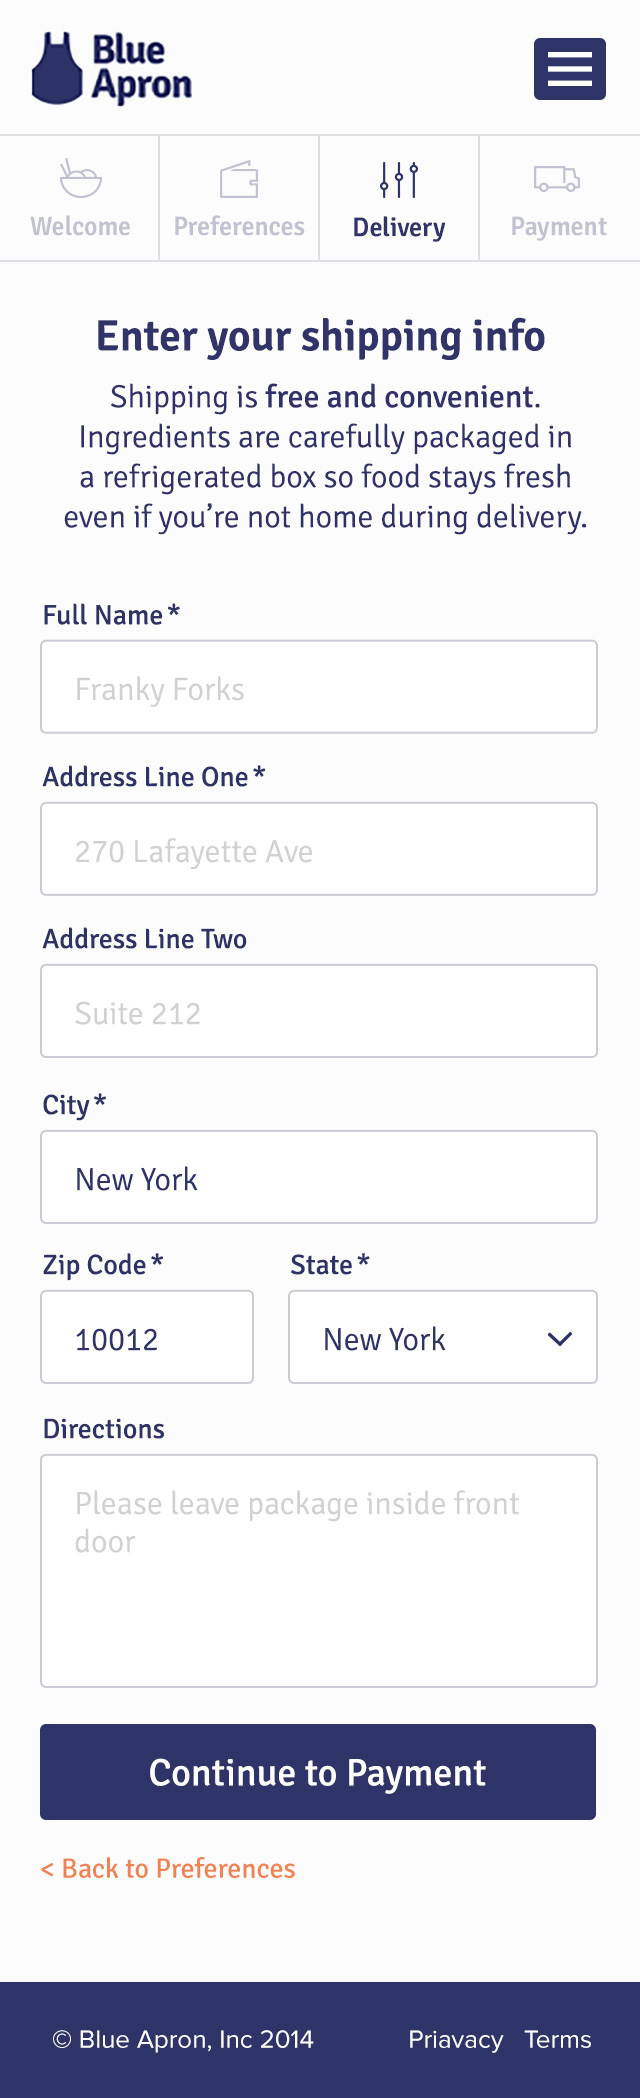 Blue
Apron
Welcome Preferences Delivery Payment
Enter your shipping info
Shipping is free and convenient.
Ingredients are carefully packaged in
a refrigerated box so food stays fresh
even if you’re not home during delivery.
Full Name*
Franky Forks
Address Line One*
270 Lafayette Ave
Address Line Two
Suite 212
City*
New York
Zip Code* State*
10012 New York
Directions
Please leave package inside front
door
Continue to Payment
< Back to Preferences
© Blue Apron, Inc 2014 Priavacy Terms